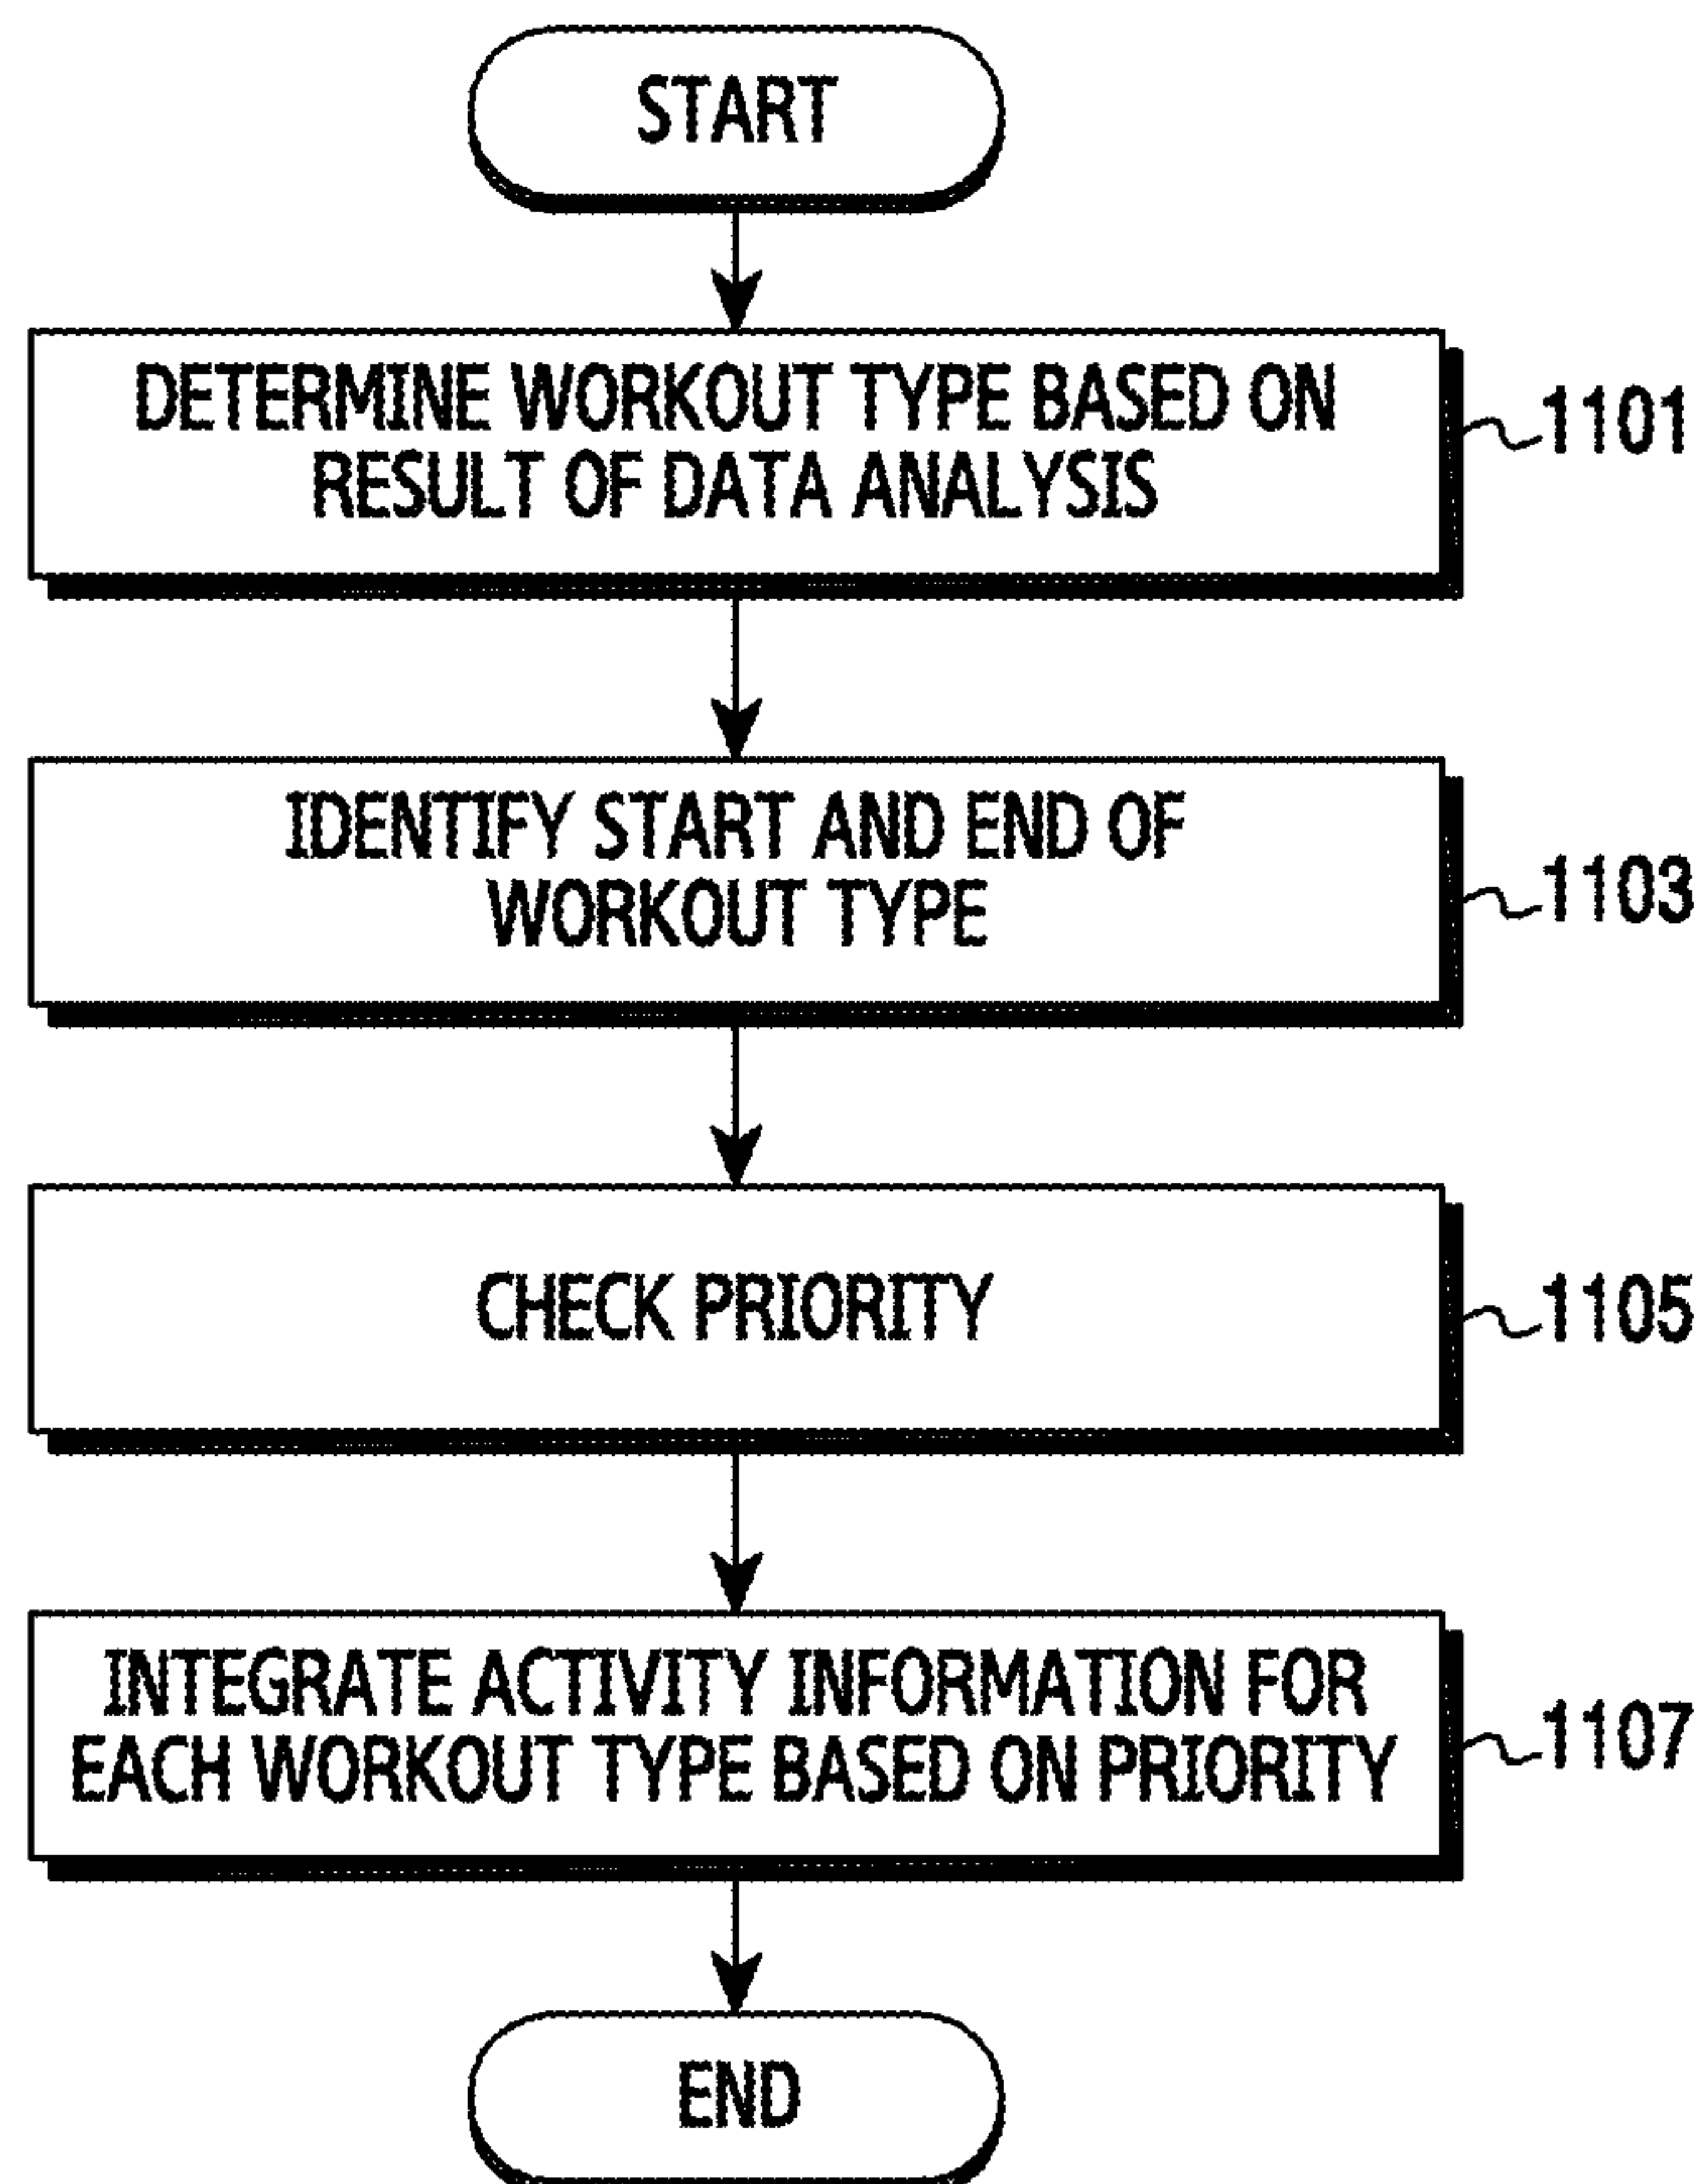 START
DETERMINE WORKOUT TYPE BASED ON
RESULT OF DATA ANALYSIS
1101
IDENTIFY START AND END OF
WORKOUT TYPE
1103
CHECK PRIORITY
1105
INTEGRATE ACTIVITY INFORMATION FOR
EACH WORKOUT TYPE BASED ON PRIORITY
1107
END